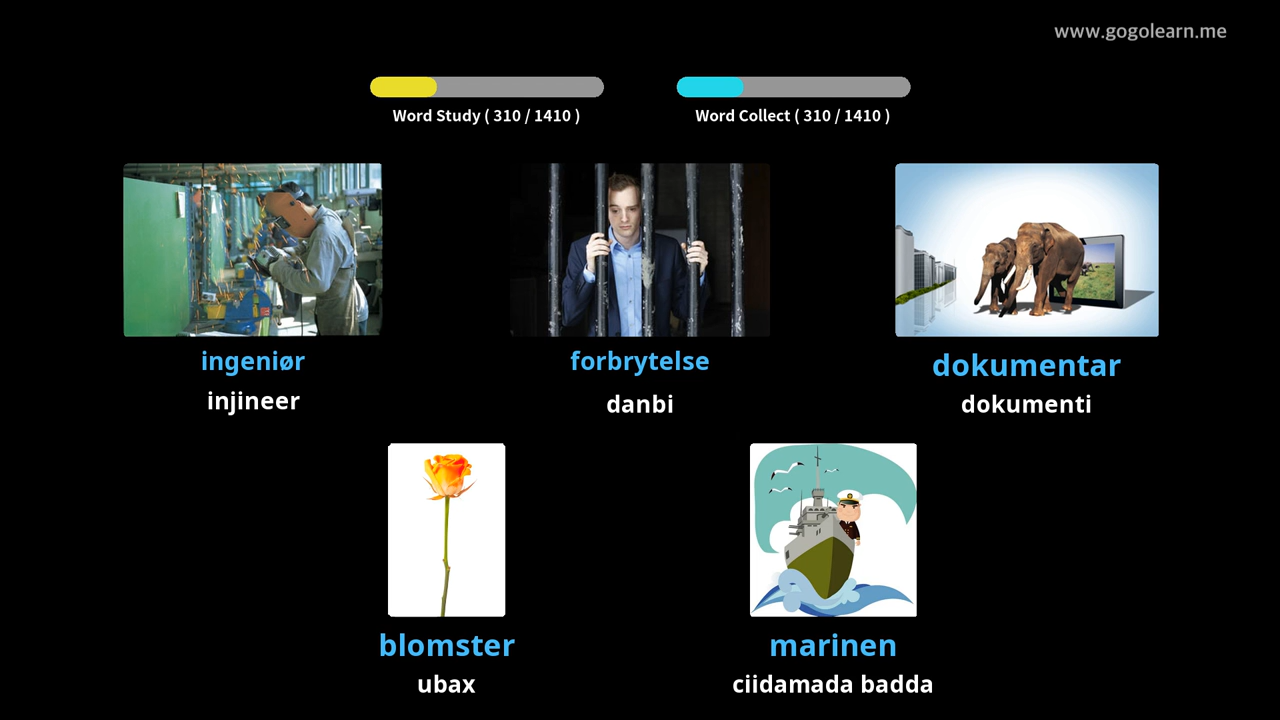 www.gogolearn.me
Word Study ( 310 / 1410 )
Word Collect ( 310 / 1410 )
ingeniør
injineer
forbrytelse
danbi
dokumentar
dokumenti
blomster
ubax
marinen
ciidamada badda